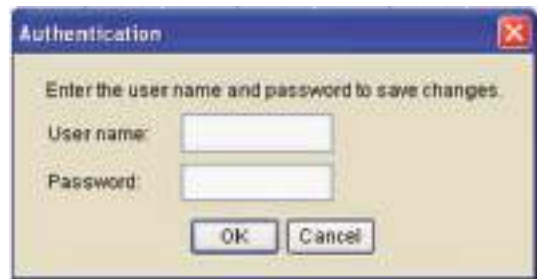 Authentication
Enter the user name and password to save changes.
User name:
Password:
OK Cancel